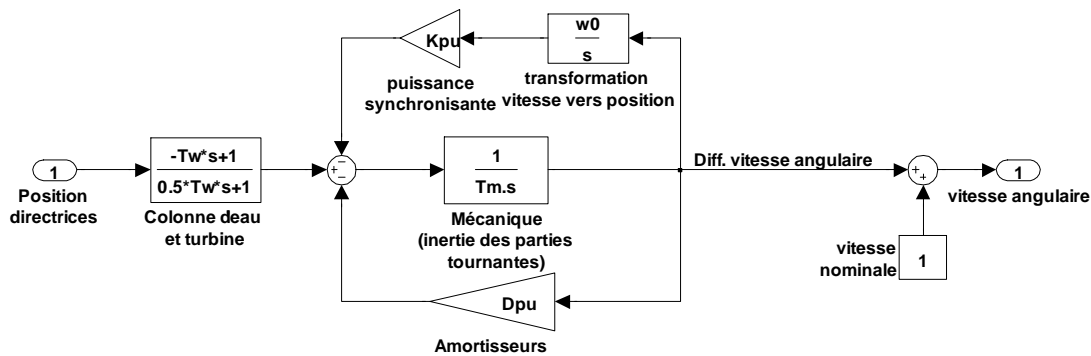 w0
s
Kpu
puissance
synchronisante
transformation
vitesse vers position
1
Position
directrices
-Tw*s+1
0.5*Tw*s+1
Colonne deau
et turbine
+
−
−
1
Tm.s
Mécanique
(inertie des parties
tournantes)
Diff. vitesse angulaire
+
+
1
vitesse angulaire
vitesse
nominale
1
Dpu
Amortisseurs